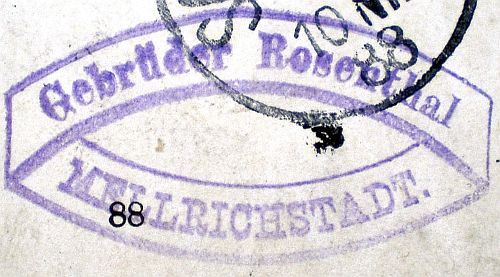 Gebrüder Rosenthal
MELLRICHSTADT.
88
10
88